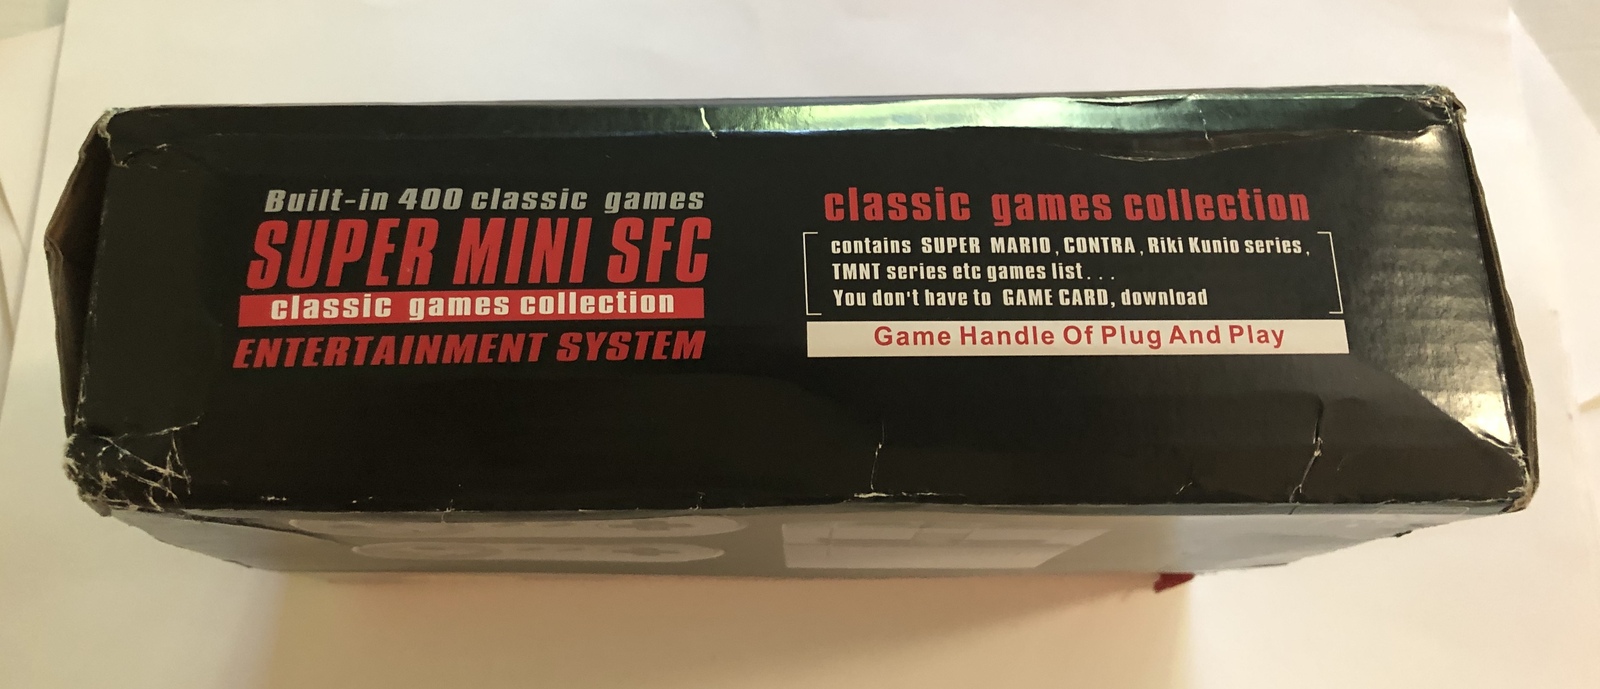 Built-in 400 classic games
SUPER MINI SFC
classic games collection
ENTERTAINMENT SYSTEM
classic games collection
contains SUPER MARIO, CONTRA, Riki Kunio series,
TMNT series etc games list...
You don't have to GAME CARD, download
Game Handle Of Plug And Play